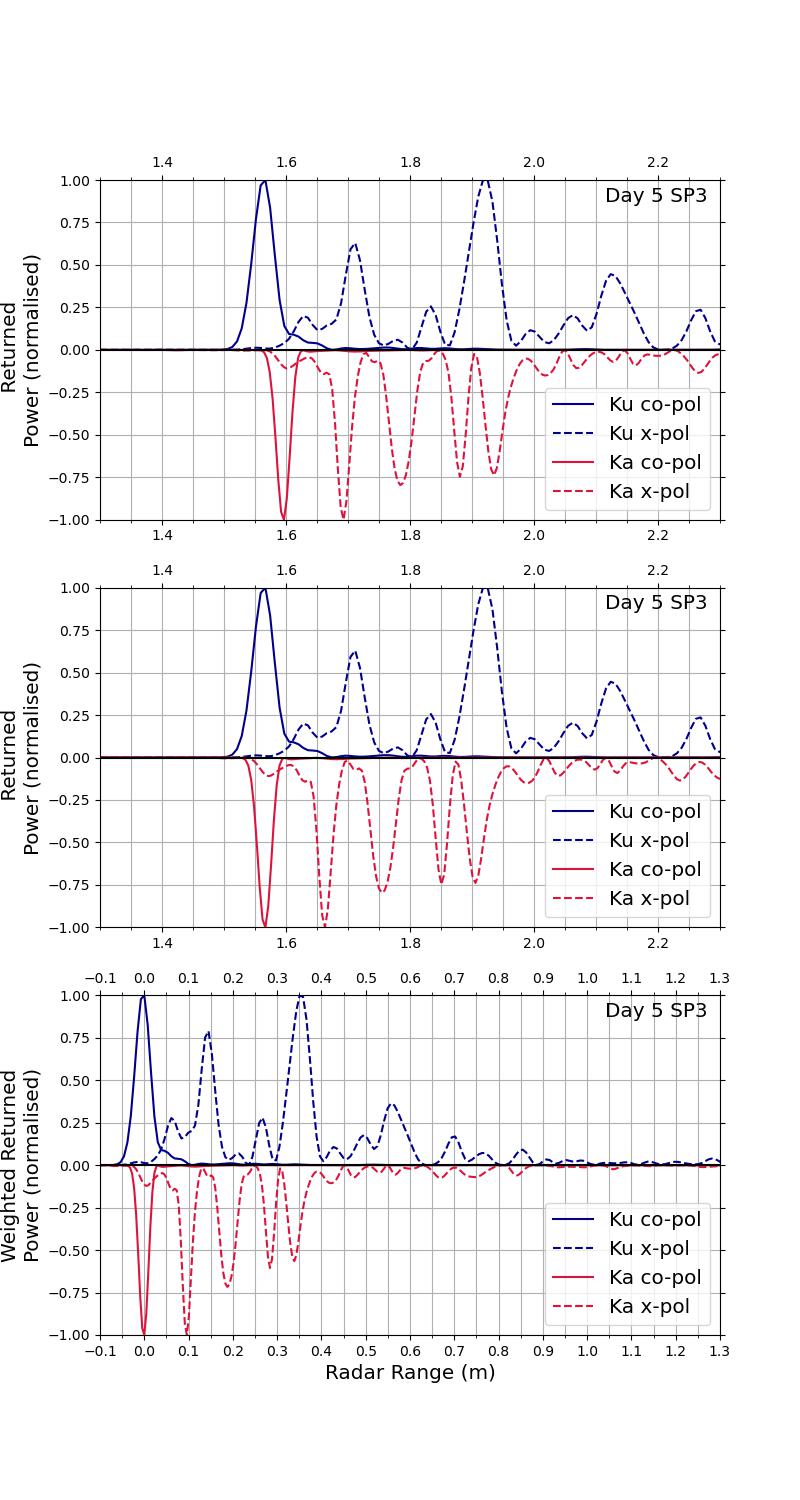 1.4 1.6 1.8 2.0 2.2
Day 5 SP3
1.00
0.75
0.50
0.25
0.00
−0.25
−0.50
−0.75
−1.00
Returned
Power (normalised)
Ku co-pol
Ku x-pol
Ka co-pol
Ka x-pol
1.4 1.6 1.8 2.0 2.2
1.4 1.6 1.8 2.0 2.2
Day 5 SP3
1.00
0.75
0.50
0.25
0.00
−0.25
−0.50
−0.75
−1.00
Returned
Power (normalised)
Ku co-pol
Ku x-pol
Ka co-pol
Ka x-pol
1.4 1.6 1.8 2.0 2.2
−0.1 0.0 0.1 0.2 0.3 0.4 0.5 0.6 0.7 0.8 0.9 1.0 1.1 1.2 1.3
Day 5 SP3
1.00
0.75
0.50
0.25
0.00
−0.25
−0.50
−0.75
−1.00
Weighted Returned
Power (normalised)
Ku co-pol
Ku x-pol
Ka co-pol
Ka x-pol
−0.1 0.0 0.1 0.2 0.3 0.4 0.5 0.6 0.7 0.8 0.9 1.0 1.1 1.2 1.3
Radar Range (m)